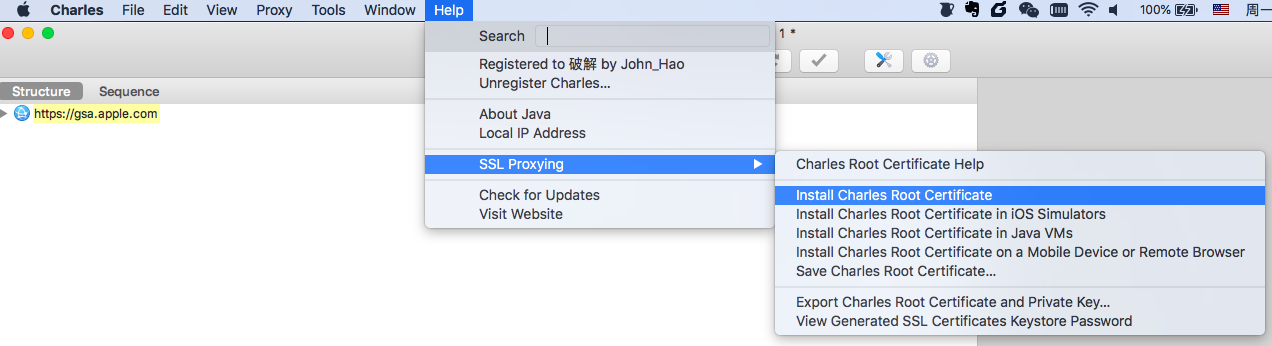 Charles File Edit View Proxy Tools Window Help 100% 周一
1 *
Search
Registered to 破解 by John_Hao
Unregister Charles...
Structure Sequence
About Java
https://gsa.apple.com
Local IP Address
SSL Proxying
Charles Root Certificate Help
Check for Updates
Install Charles Root Certificate
Visit Website
Install Charles Root Certificate in iOS Simulators
Install Charles Root Certificate in Java VMs
Install Charles Root Certificate on a Mobile Device or Remote Browser
Save Charles Root Certificate...
Export Charles Root Certificate and Private Key...
View Generated SSL Certificates Keystore Password